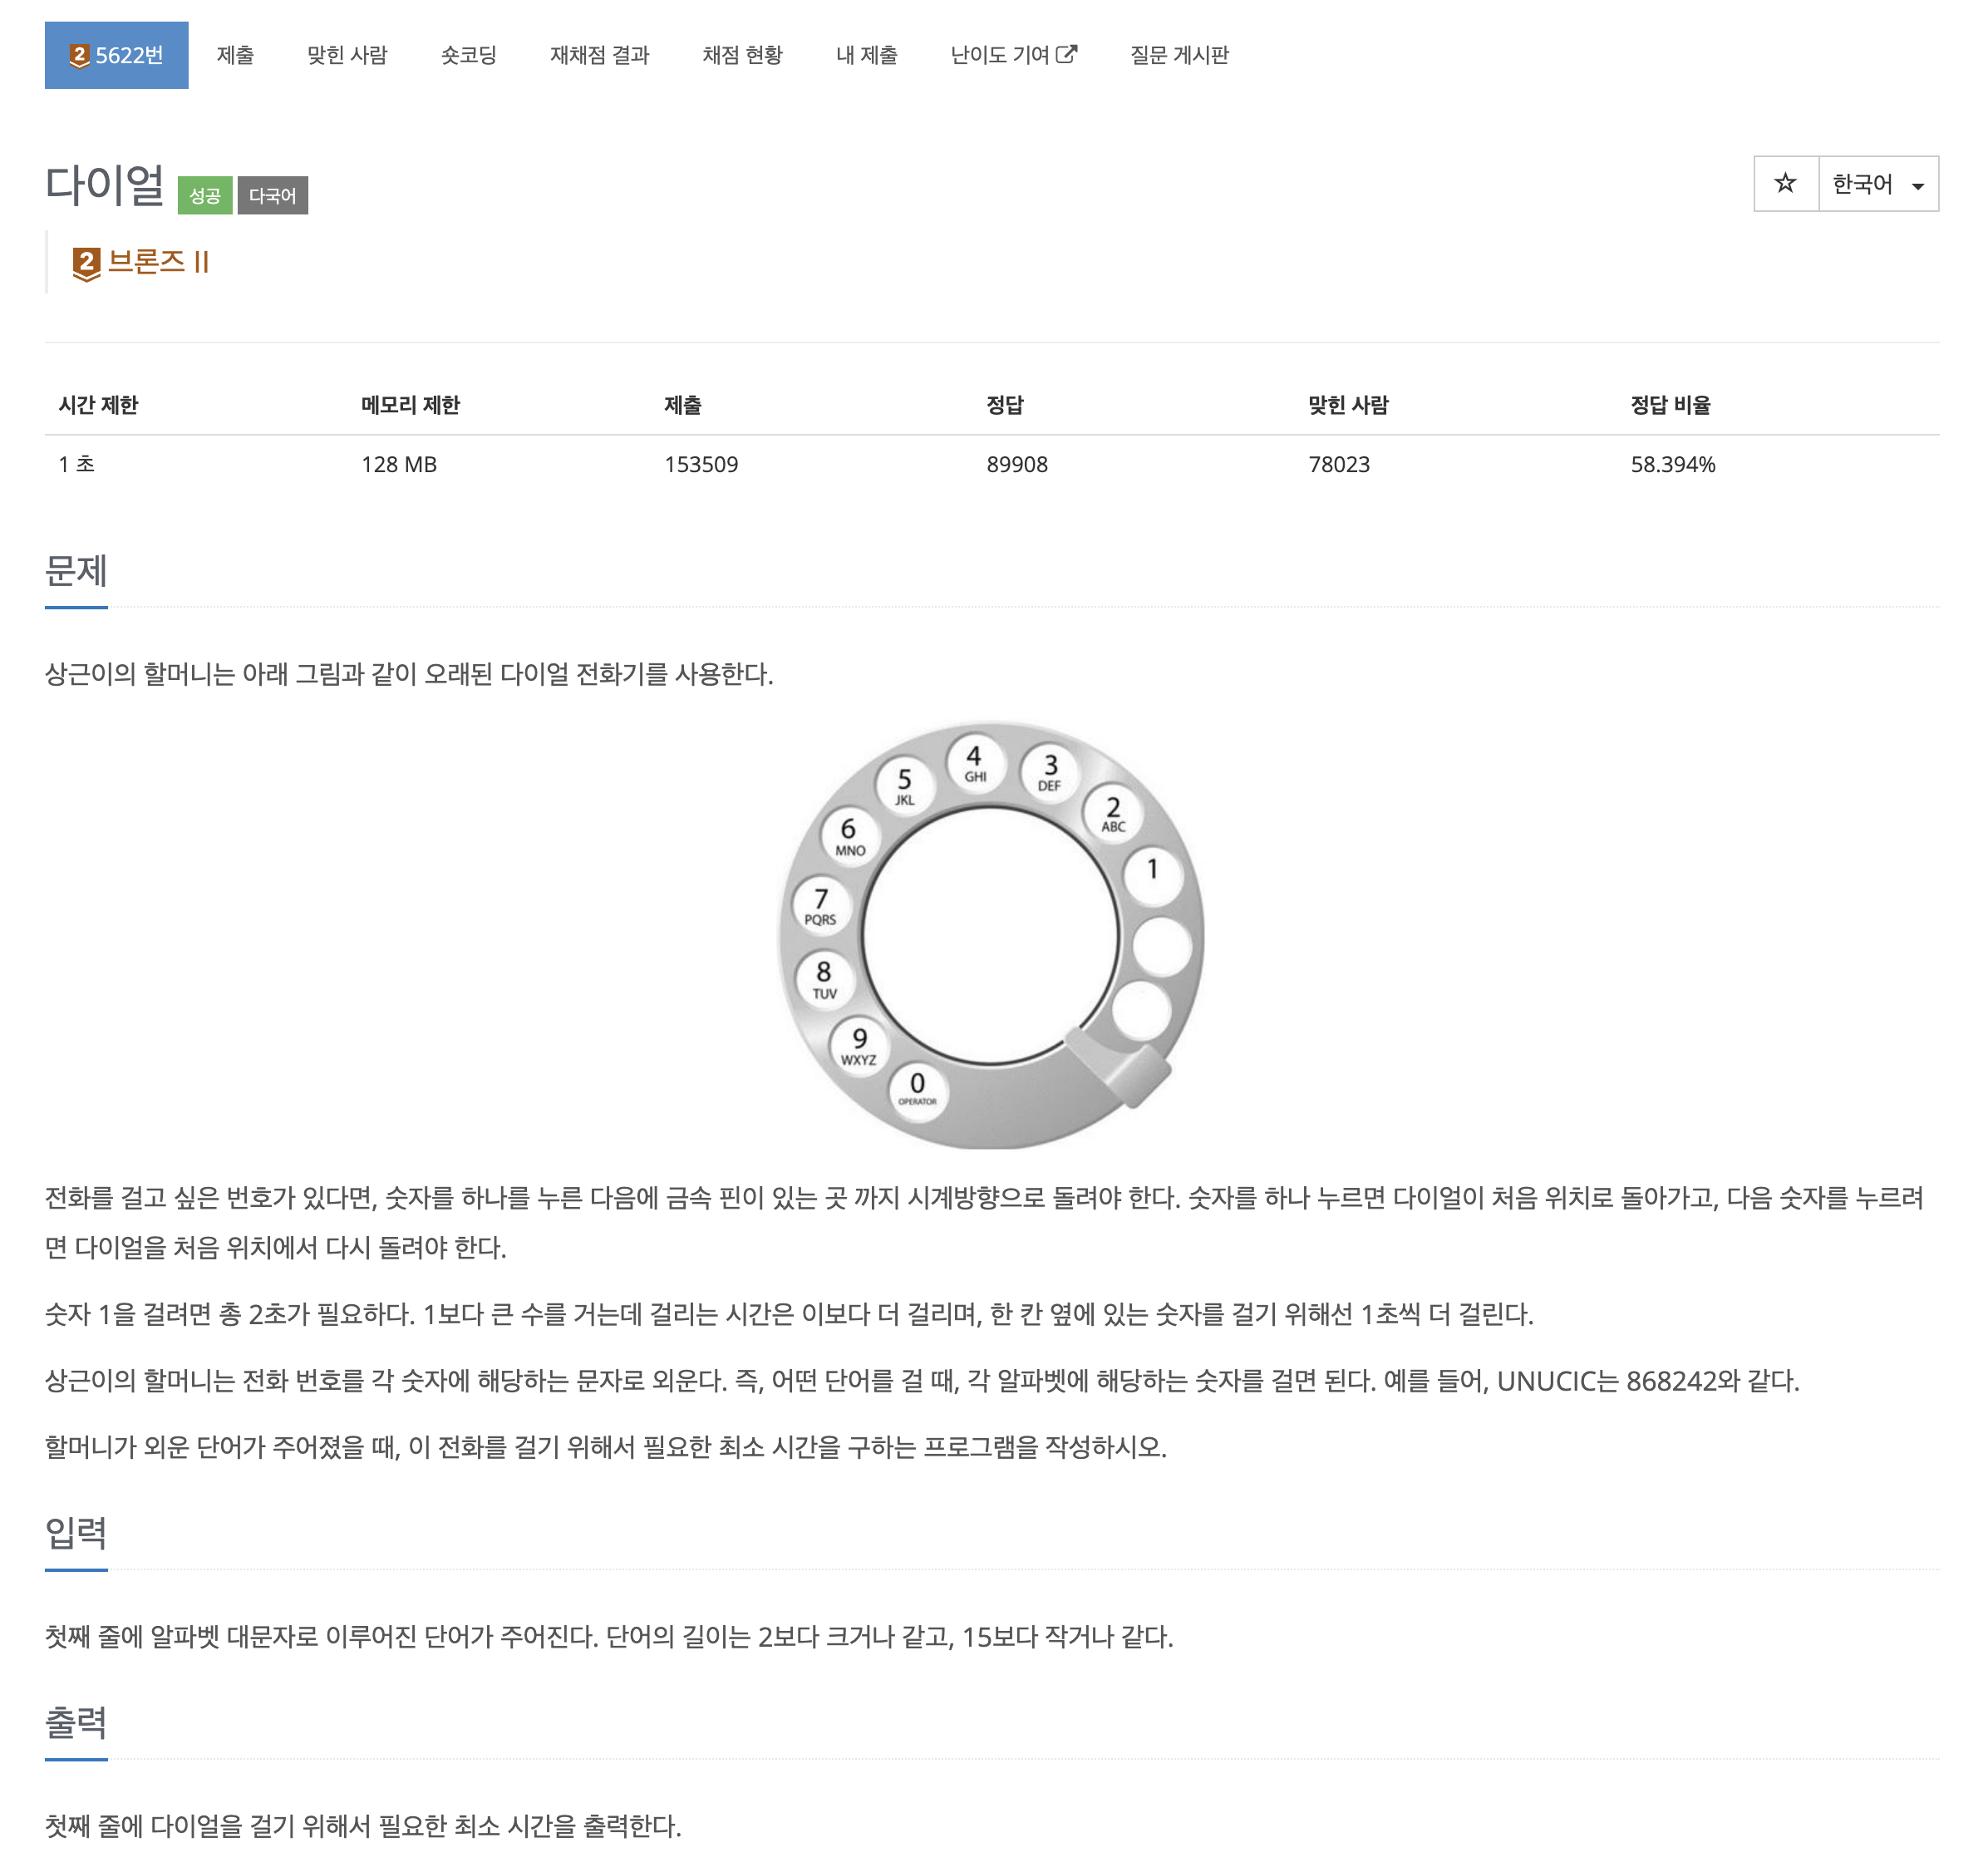 2 5622번 제출 맞힌 사람 숏코딩 재채점 결과 채점 현황 내 제출 난이도 기여 질문 게시판
다이얼 성공 다국어 ☆ 한국어
2 브론즈 II
시간 제한 메모리 제한 제출 정답 맞힌 사람 정답 비율
1 초 128 MB 153509 89908 78023 58.394%
문제
상근이의 할머니는 아래 그림과 같이 오래된 다이얼 전화기를 사용한다.
4 GHI
3 DEF
5 JKL
2 ABC
6 MNO
1
7 PQRS
8 TUV
9 WXYZ
0 OPERATOR
전화를 걸고 싶은 번호가 있다면, 숫자를 하나를 누른 다음에 금속 핀이 있는 곳 까지 시계방향으로 돌려야 한다. 숫자를 하나 누르면 다이얼이 처음 위치로 돌아가고, 다음 숫자를 누르려
면 다이얼을 처음 위치에서 다시 돌려야 한다.
숫자 1을 걸려면 총 2초가 필요하다. 1보다 큰 수를 거는데 걸리는 시간은 이보다 더 걸리며, 한 칸 옆에 있는 숫자를 걸기 위해선 1초씩 더 걸린다.
상근이의 할머니는 전화 번호를 각 숫자에 해당하는 문자로 외운다. 즉, 어떤 단어를 걸 때, 각 알파벳에 해당하는 숫자를 걸면 된다. 예를 들어, UNUCIC는 868242와 같다.
할머니가 외운 단어가 주어졌을 때, 이 전화를 걸기 위해서 필요한 최소 시간을 구하는 프로그램을 작성하시오.
입력
첫째 줄에 알파벳 대문자로 이루어진 단어가 주어진다. 단어의 길이는 2보다 크거나 같고, 15보다 작거나 같다.
출력
첫째 줄에 다이얼을 걸기 위해서 필요한 최소 시간을 출력한다.